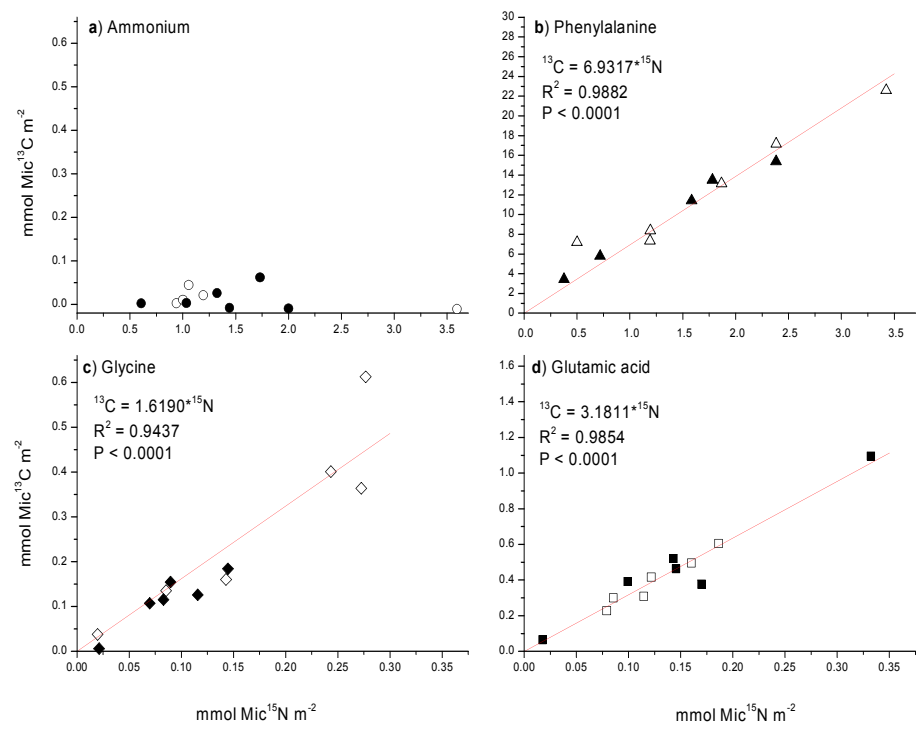 a) Ammonium
0.6
0.5
0.4
0.3
0.2
0.1
0.0
0.0 0.5 1.0 1.5 2.0 2.5 3.0 3.5
mmol Mic¹³C m⁻²
b) Phenylalanine
¹³C = 6.9317*¹⁵N
R² = 0.9882
P < 0.0001
30
28
26
24
22
20
18
16
14
12
10
8
6
4
2
0
0.0 0.5 1.0 1.5 2.0 2.5 3.0 3.5
c) Glycine
¹³C = 1.6190*¹⁵N
R² = 0.9437
P < 0.0001
0.6
0.5
0.4
0.3
0.2
0.1
0.0
0.00 0.05 0.10 0.15 0.20 0.25 0.30 0.35
mmol Mic¹³C m⁻²
mmol Mic¹⁵N m⁻²
d) Glutamic acid
¹³C = 3.1811*¹⁵N
R² = 0.9854
P < 0.0001
1.6
1.4
1.2
1.0
0.8
0.6
0.4
0.2
0.0
0.00 0.05 0.10 0.15 0.20 0.25 0.30 0.35
mmol Mic¹⁵N m⁻²